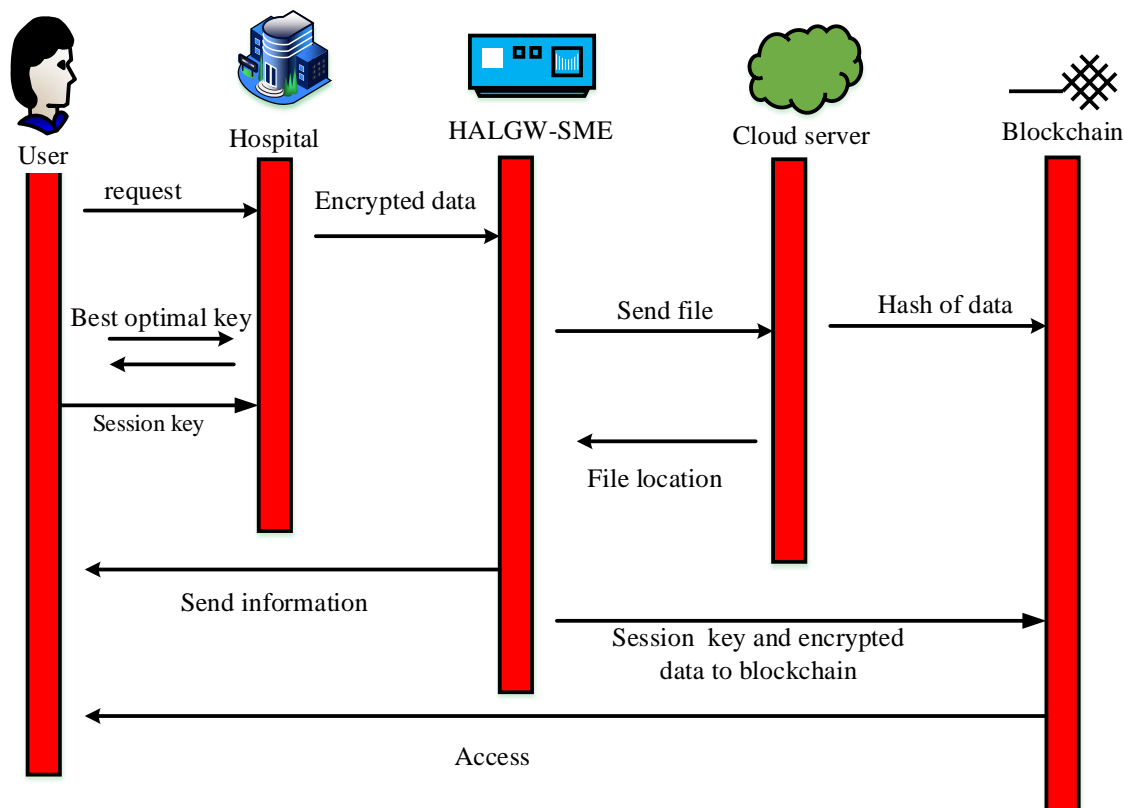 User
Hospital
HALGW-SME
Cloud server
Blockchain
request
Encrypted data
Best optimal key
Send file
Hash of data
Session key
File location
Send information
Session key and encrypted
data to blockchain
Access